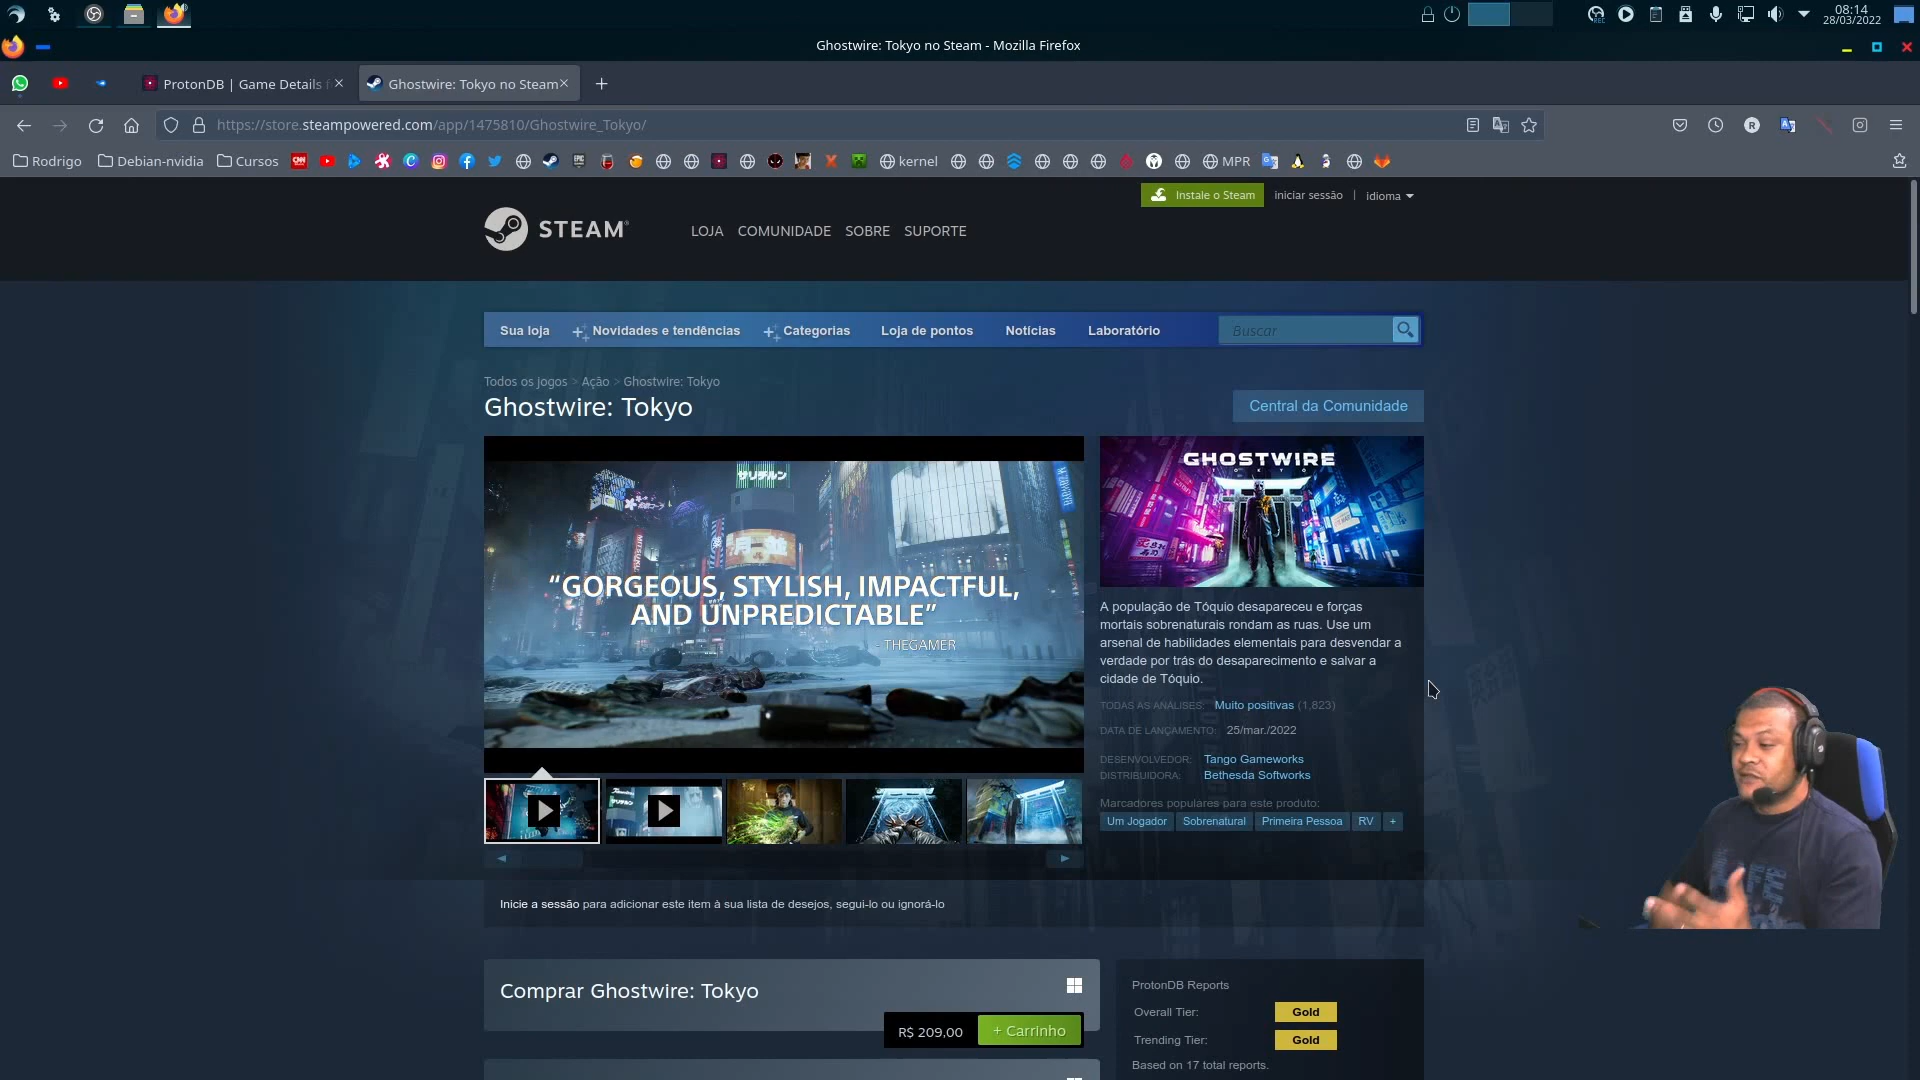 08:14
28/03/2022
Ghostwire: Tokyo no Steam - Mozilla Firefox
ProtonDB | Game Details f
Ghostwire: Tokyo no Steam
https://store.steampowered.com/app/1475810/Ghostwire_Tokyo/
Rodrigo
Debian-nvidia
Cursos
kernel
MPR
Instale o Steam
iniciar sessão
|
idioma
STEAM
LOJA
COMUNIDADE
SOBRE
SUPORTE
Sua loja
Novidades e tendências
Categorias
Loja de pontos
Notícias
Laboratório
Buscar
Todos os jogos > Ação > Ghostwire: Tokyo
Ghostwire: Tokyo
Central da Comunidade
サリチルン
“GORGEOUS, STYLISH, IMPACTFUL,
AND UNPREDICTABLE”
- THEGAMER
GHOSTWIRE
TOKYO
A população de Tóquio desapareceu e forças
mortais sobrenaturais rondam as ruas. Use um
arsenal de habilidades elementais para desvendar a
verdade por trás do desaparecimento e salvar a
cidade de Tóquio.
TODAS AS ANÁLISES: Muito positivas (1,823)
DATA DE LANÇAMENTO: 25/mar./2022
DESENVOLVEDOR: Tango Gameworks
DISTRIBUIDORA: Bethesda Softworks
Marcadores populares para este produto:
Um Jogador
Sobrenatural
Primeira Pessoa
RV
+
Inicie a sessão para adicionar este item à sua lista de desejos, segui-lo ou ignorá-lo
Comprar Ghostwire: Tokyo
R$ 209,00
+ Carrinho
ProtonDB Reports
Overall Tier: Gold
Trending Tier: Gold
Based on 17 total reports.